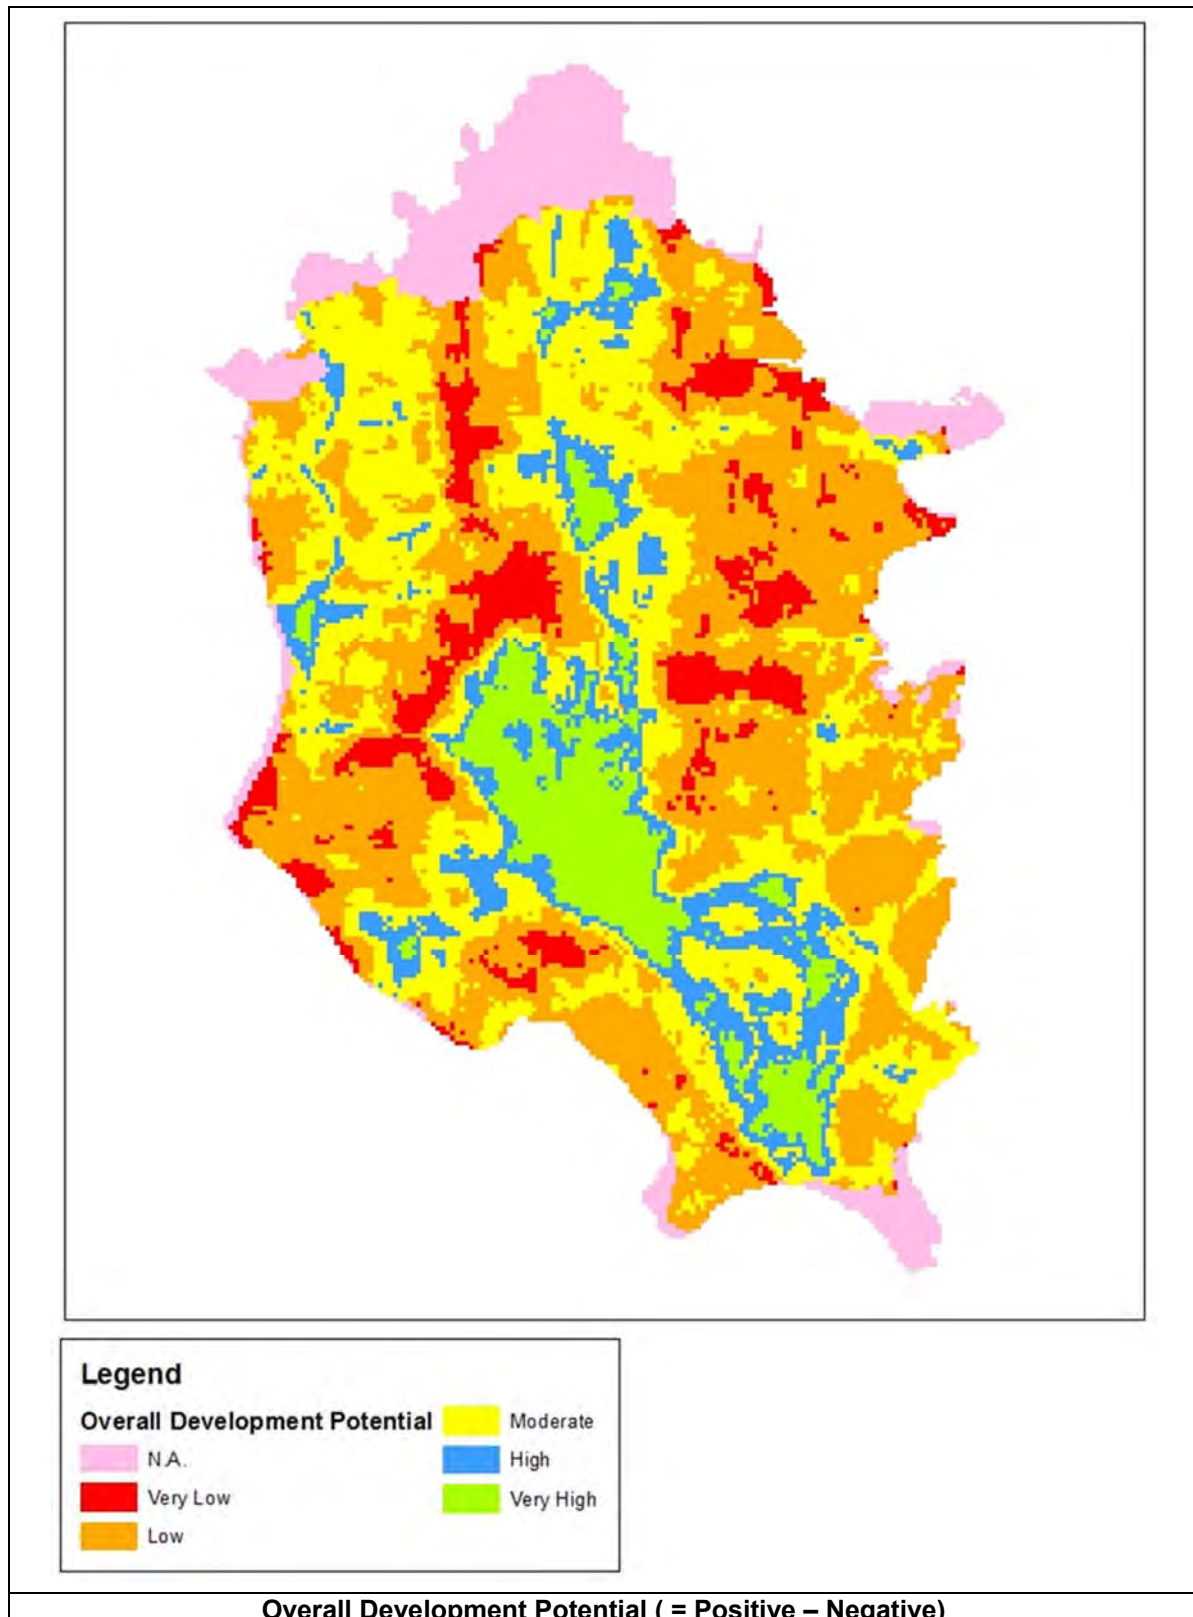 Legend
Overall Development Potential
N.A.
Very Low
Low
Moderate
High
Very High
Overall Development Potential ( = Positive – Negative)